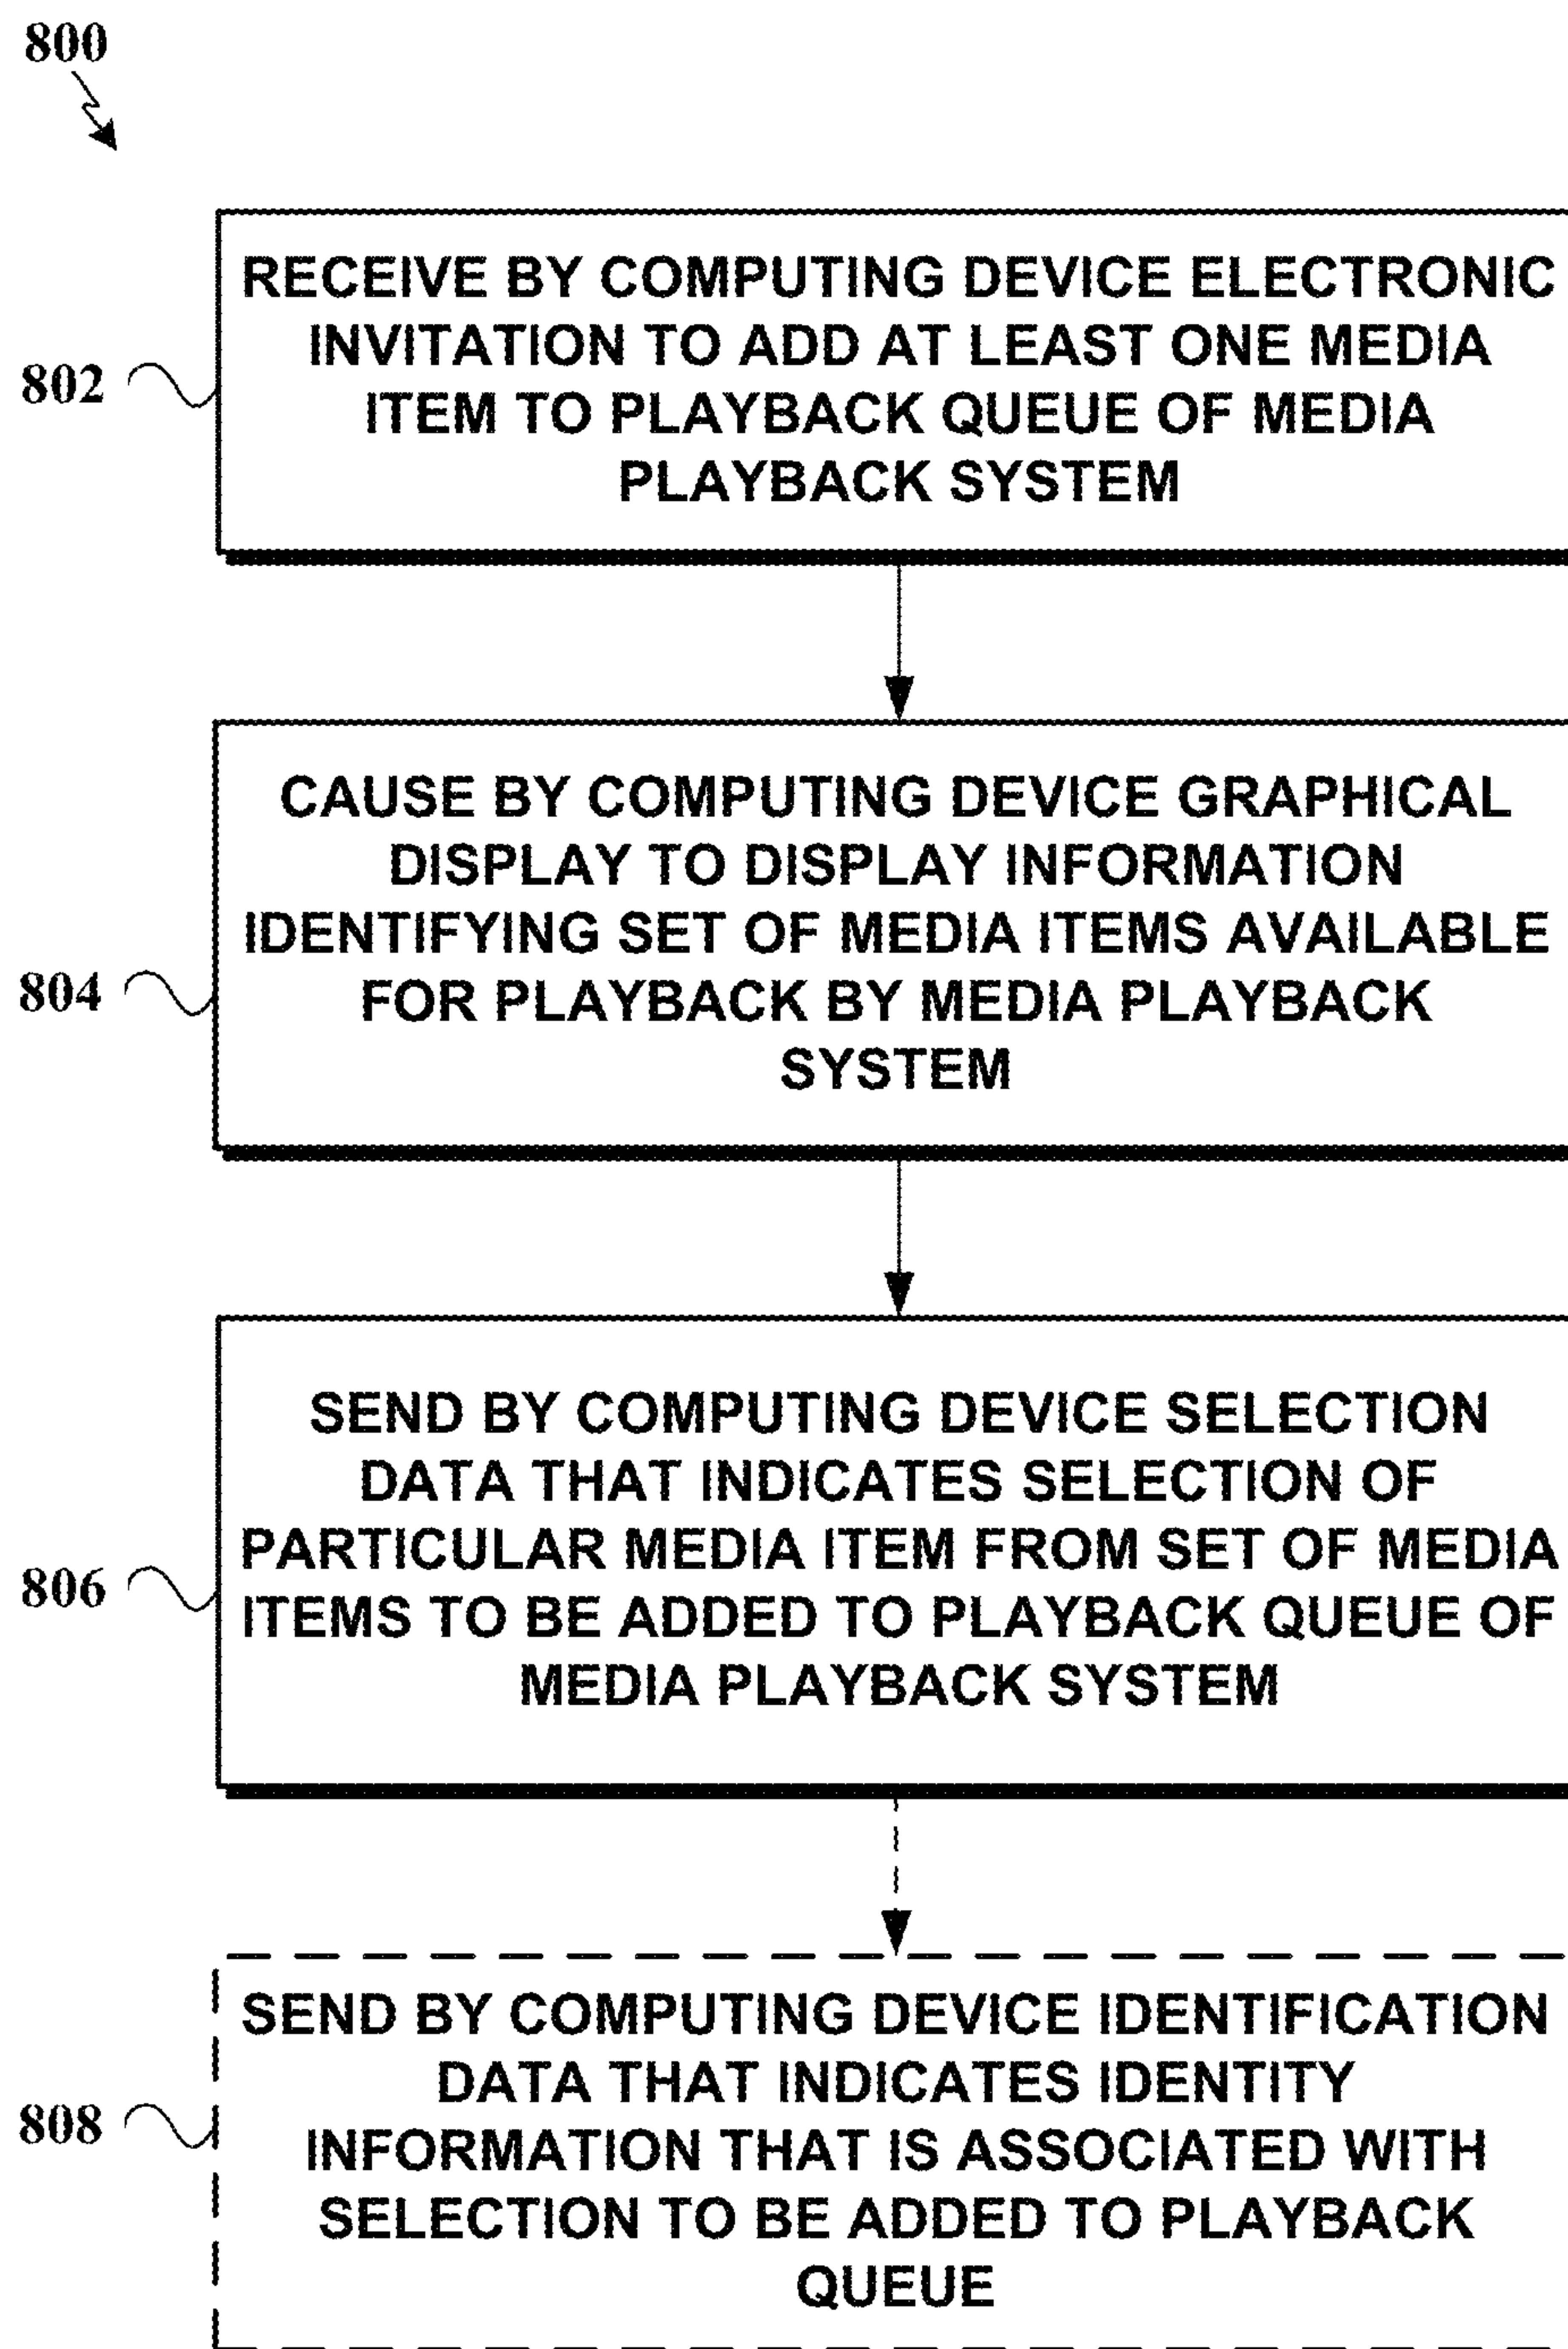 800
RECEIVE BY COMPUTING DEVICE ELECTRONIC
INVITATION TO ADD AT LEAST ONE MEDIA
ITEM TO PLAYBACK QUEUE OF MEDIA
PLAYBACK SYSTEM
802
CAUSE BY COMPUTING DEVICE GRAPHICAL
DISPLAY TO DISPLAY INFORMATION
IDENTIFYING SET OF MEDIA ITEMS AVAILABLE
FOR PLAYBACK BY MEDIA PLAYBACK
SYSTEM
804
SEND BY COMPUTING DEVICE SELECTION
DATA THAT INDICATES SELECTION OF
PARTICULAR MEDIA ITEM FROM SET OF MEDIA
ITEMS TO BE ADDED TO PLAYBACK QUEUE OF
MEDIA PLAYBACK SYSTEM
806
SEND BY COMPUTING DEVICE IDENTIFICATION
DATA THAT INDICATES IDENTITY
INFORMATION THAT IS ASSOCIATED WITH
SELECTION TO BE ADDED TO PLAYBACK
QUEUE
808